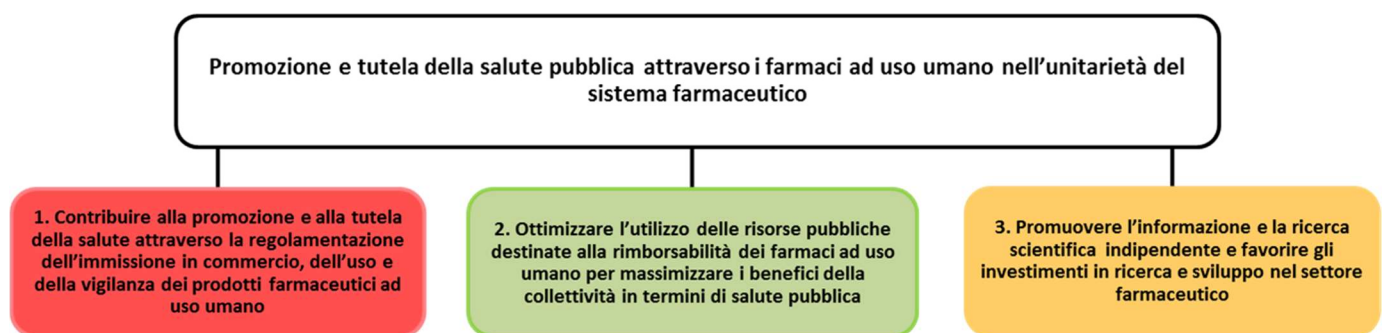 Promozione e tutela della salute pubblica attraverso i farmaci ad uso umano nell’unitarietà del
sistema farmaceutico
1. Contribuire alla promozione e alla tutela
della salute attraverso la regolamentazione
dell’immissione in commercio, dell’uso e
della vigilanza dei prodotti farmaceutici ad
uso umano
2. Ottimizzare l’utilizzo delle risorse pubbliche
destinate alla rimborsabilità dei farmaci ad uso
umano per massimizzare i benefici della
collettività in termini di salute pubblica
3. Promuovere l’informazione e la ricerca
scientifica indipendente e favorire gli
investimenti in ricerca e sviluppo nel settore
farmaceutico